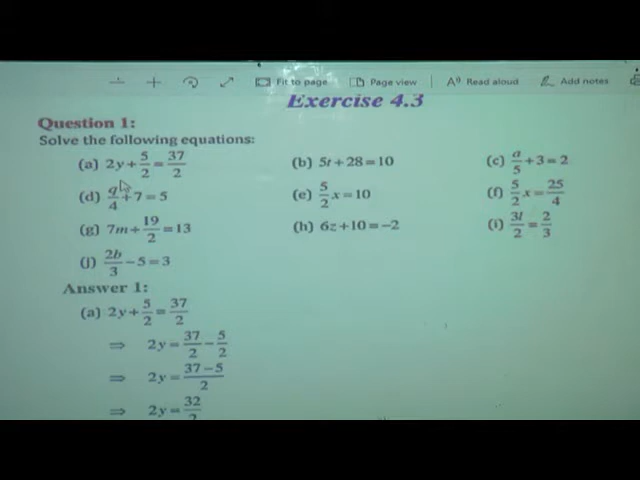 Fit to page Page view Read aloud Add notes
Exercise 4.3
Question 1:
Solve the following equations:
(a) 2y + 5/2 = 37/2 (b) 5t + 28 = 10 (c) a/5 + 3 = 2
(d) q/4 + 7 = 5 (e) 5/2 x = 10 (f) 5/2 x = 25/4
(g) 7m + 19/2 = 13 (h) 6z + 10 = -2 (i) 3l/2 = 2/3
(j) 2b/3 - 5 = 3
Answer 1:
(a) 2y + 5/2 = 37/2
⇒ 2y = 37/2 - 5/2
⇒ 2y = 37 - 5/2
⇒ 2y = 32/2